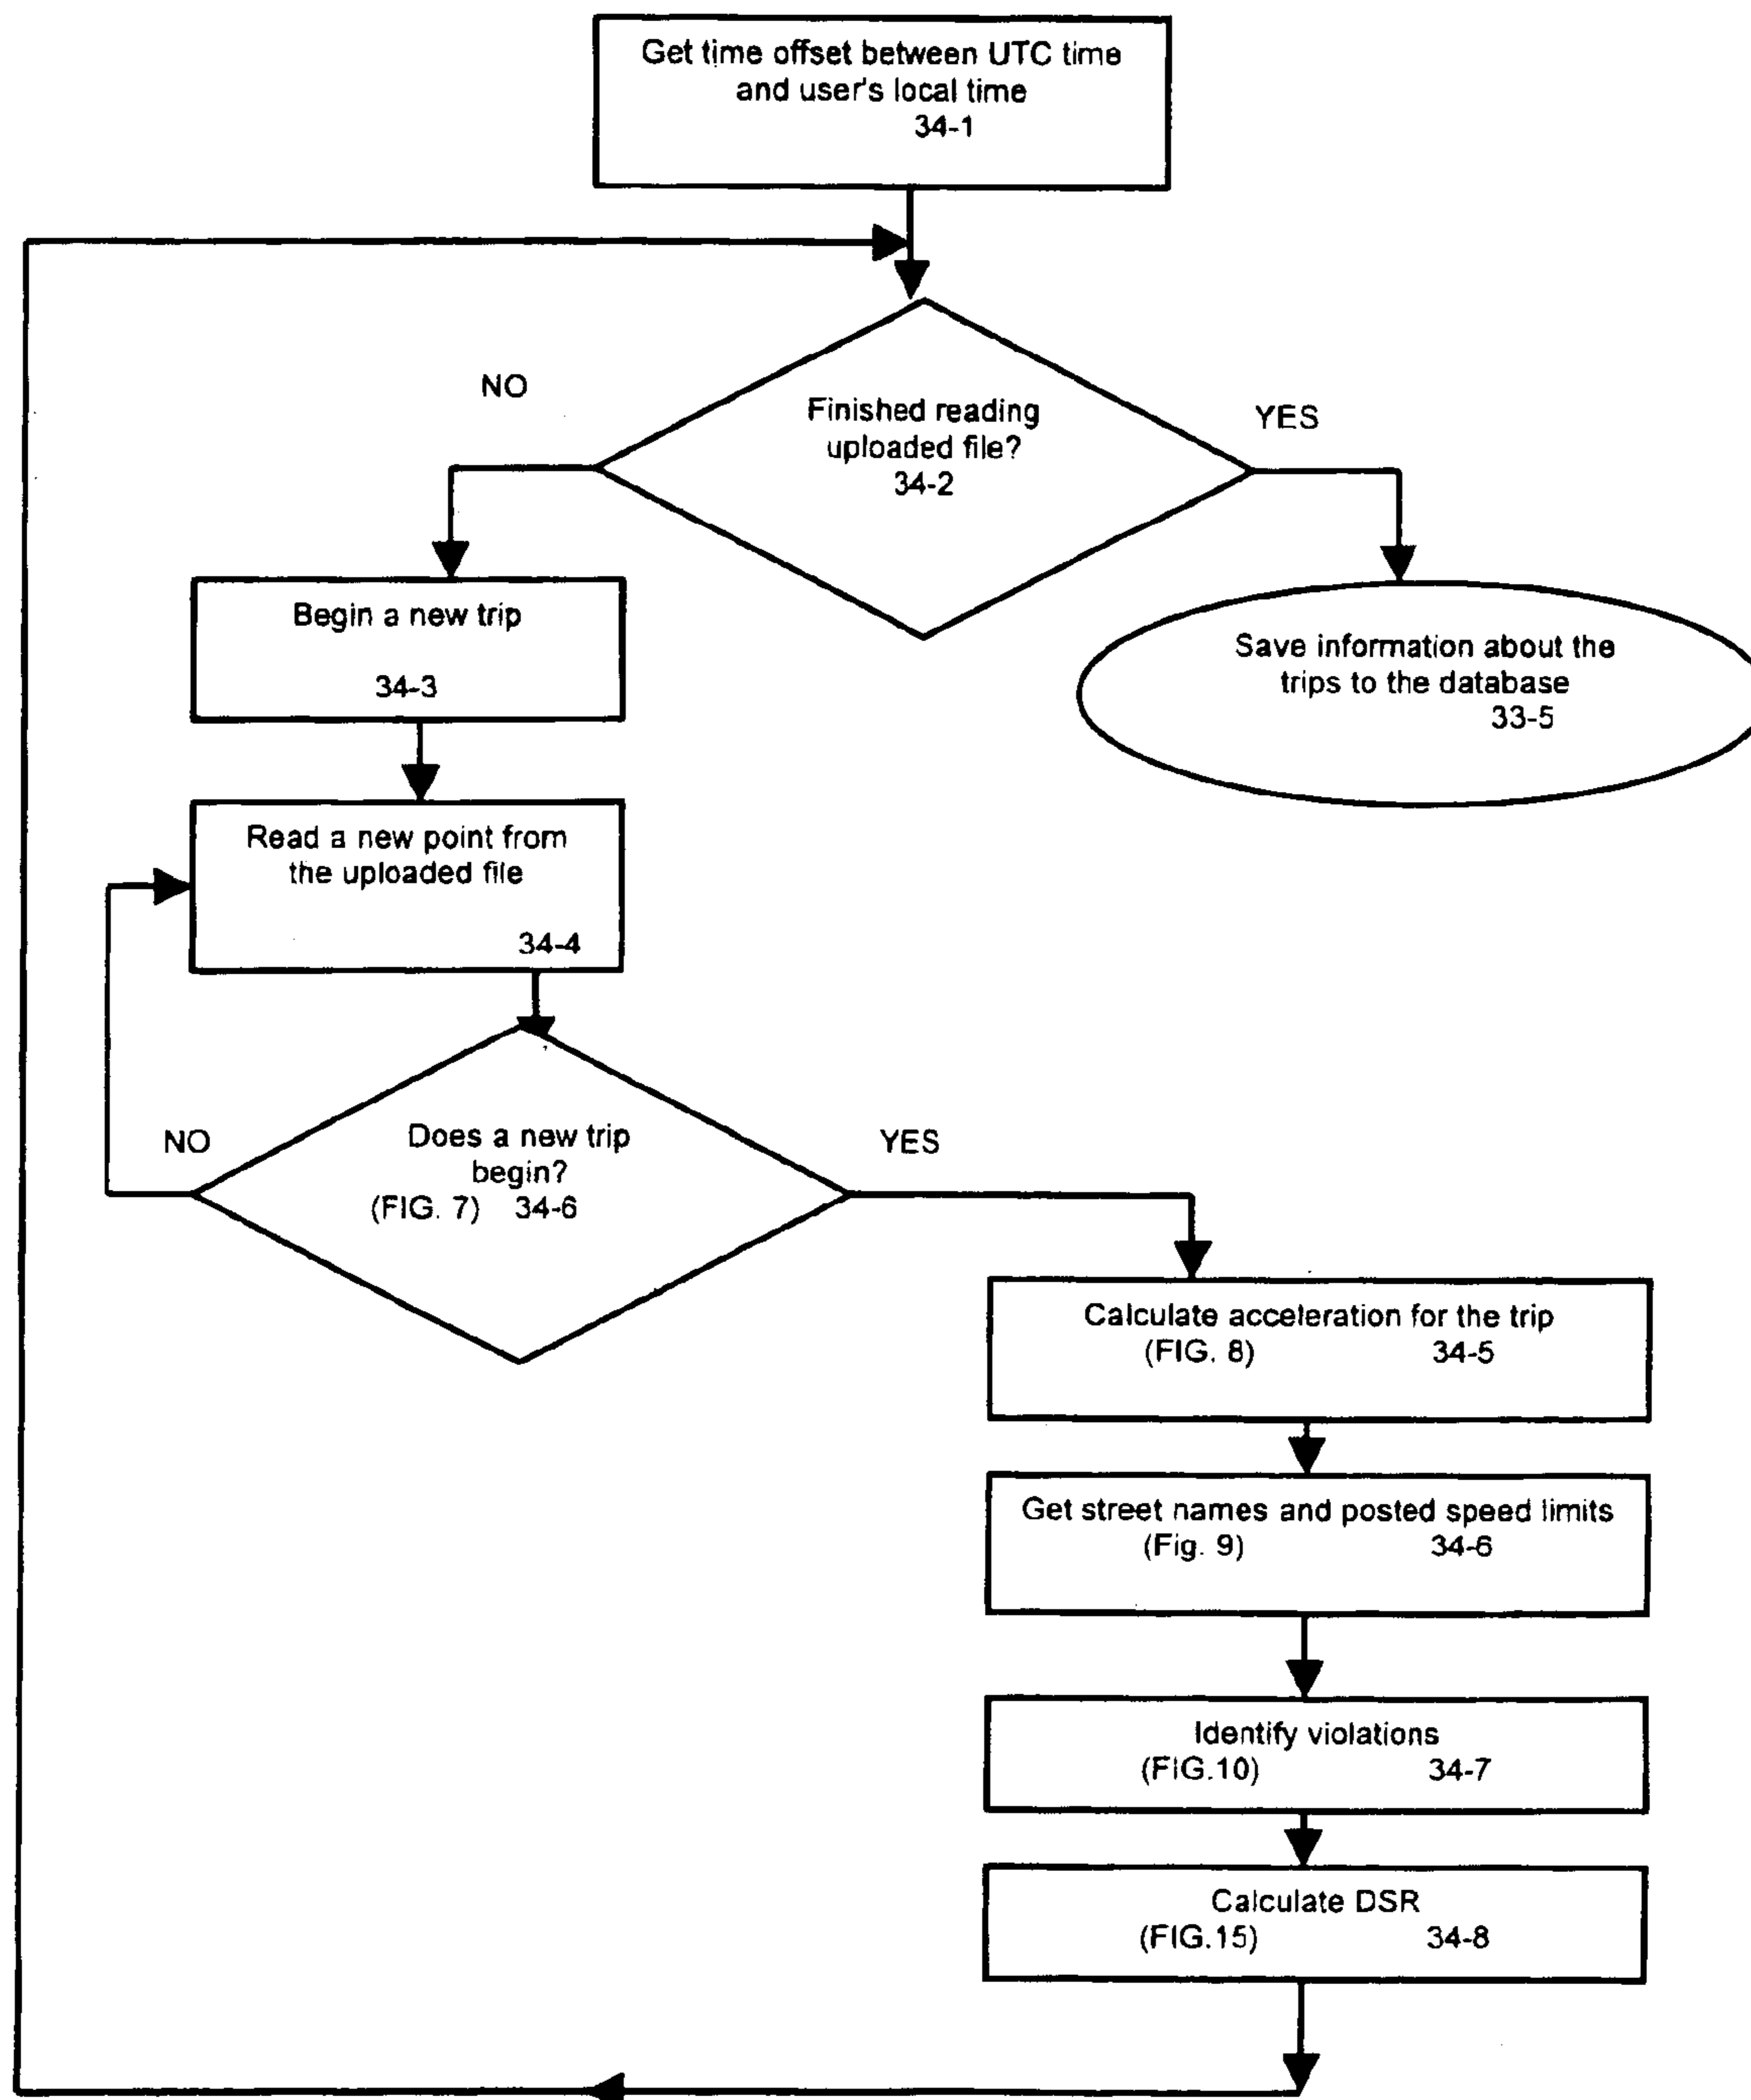 Get time offset between UTC time
and user's local time
34-1
NO
Finished reading
uploaded file?
34-2
YES
Begin a new trip
34-3
Save information about the
trips to the database
33-5
Read a new point from
the uploaded file
34-4
NO
Does a new trip
begin?
(FIG. 7) 34-6
YES
Calculate acceleration for the trip
(FIG. 8) 34-5
Get street names and posted speed limits
(Fig. 9) 34-6
Identify violations
(FIG.10) 34-7
Calculate DSR
(FIG.15) 34-8